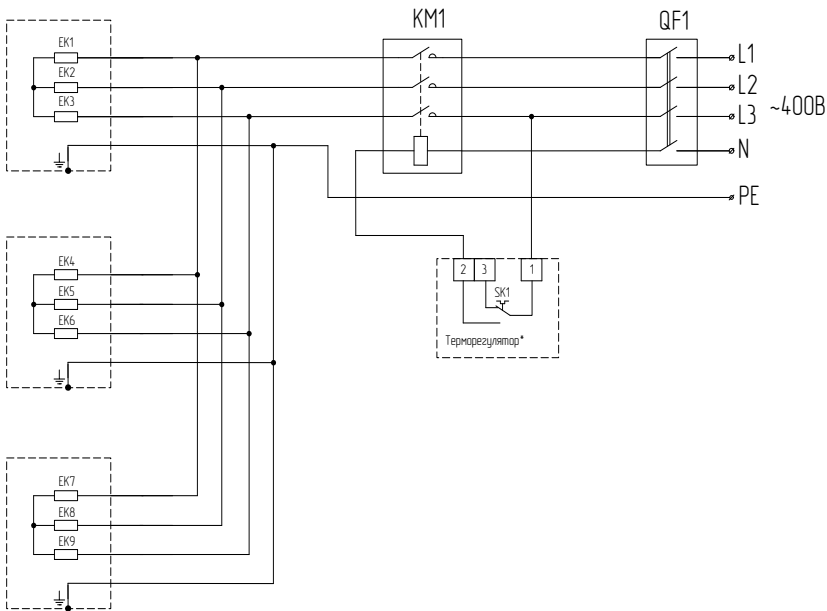 KM1
QF1
EK1
EK2
EK3
L1
L2
L3
~400В
N
PE
EK4
EK5
EK6
2
3
1
SK1
Терморегулятор*
EK7
EK8
EK9